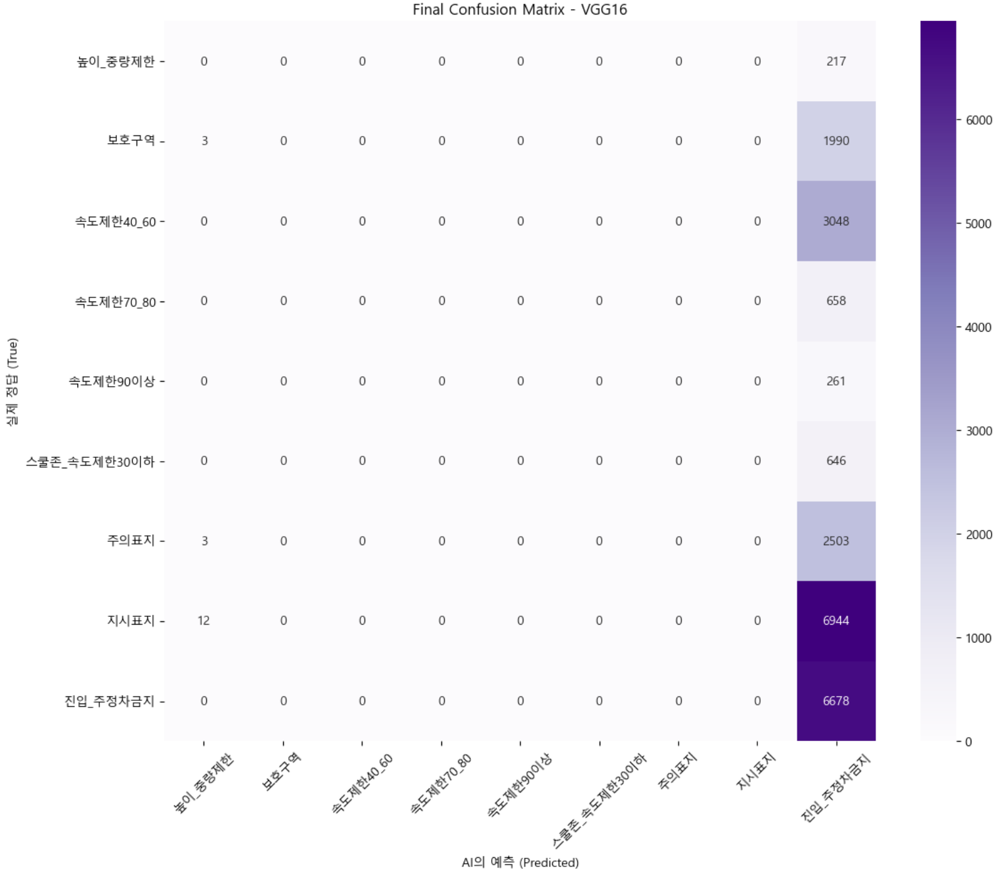 Final Confusion Matrix - VGG16
높이_중량제한 0 0 0 0 0 0 0 0 217
보호구역 3 0 0 0 0 0 0 0 1990
속도제한40_60 0 0 0 0 0 0 0 0 3048
속도제한70_80 0 0 0 0 0 0 0 0 658
속도제한90이상 0 0 0 0 0 0 0 0 261
스쿨존_속도제한30이하 0 0 0 0 0 0 0 0 646
주의표지 3 0 0 0 0 0 0 0 2503
지시표지 12 0 0 0 0 0 0 0 6944
진입_주정차금지 0 0 0 0 0 0 0 0 6678
실제 정답 (True)
높이_중량제한 보호구역 속도제한40_60 속도제한70_80 속도제한90이상 스쿨존_속도제한30이하 주의표지 지시표지 진입_주정차금지
AI의 예측 (Predicted)
6000
5000
4000
3000
2000
1000
0